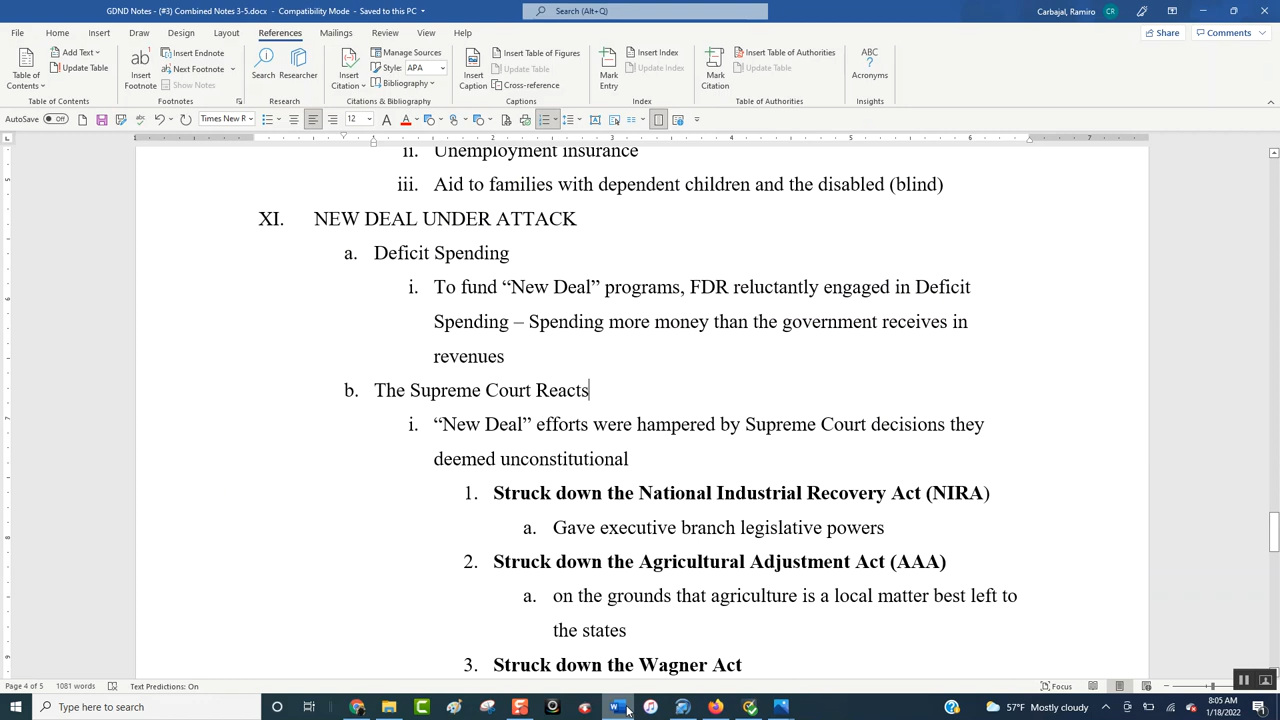 GDND Notes - (#3) Combined Notes 3-5.docx - Compatibility Mode - Saved to this PC
Search (Alt+Q)
Carbajal, Ramiro CR
File Home Insert Draw Design Layout References Mailings Review View Help
Share Comments
Table of Contents
Add Text
Update Table
Table of Contents
Insert Footnote
Insert Endnote
Next Footnote
Show Notes
Footnotes
Search Researcher
Research
Insert Citation
Manage Sources
Style: APA
Bibliography
Citations & Bibliography
Insert Caption
Insert Table of Figures
Update Table
Cross-reference
Captions
Mark Entry
Insert Index
Update Index
Index
Mark Citation
Insert Table of Authorities
Update Table
Table of Authorities
Acronyms
Insights
AutoSave Off
Times New R 12
1 2 3 4 5 6 7
ii. Unemployment insurance
iii. Aid to families with dependent children and the disabled (blind)
XI. NEW DEAL UNDER ATTACK
a. Deficit Spending
i. To fund “New Deal” programs, FDR reluctantly engaged in Deficit
Spending – Spending more money than the government receives in
revenues
b. The Supreme Court Reacts
i. “New Deal” efforts were hampered by Supreme Court decisions they
deemed unconstitutional
1. Struck down the National Industrial Recovery Act (NIRA)
a. Gave executive branch legislative powers
2. Struck down the Agricultural Adjustment Act (AAA)
a. on the grounds that agriculture is a local matter best left to
the states
3. Struck down the Wagner Act
Page 4 of 5 1081 words Text Predictions: On
Focus
Type here to search
57°F Mostly cloudy
8:05 AM
1/18/2022